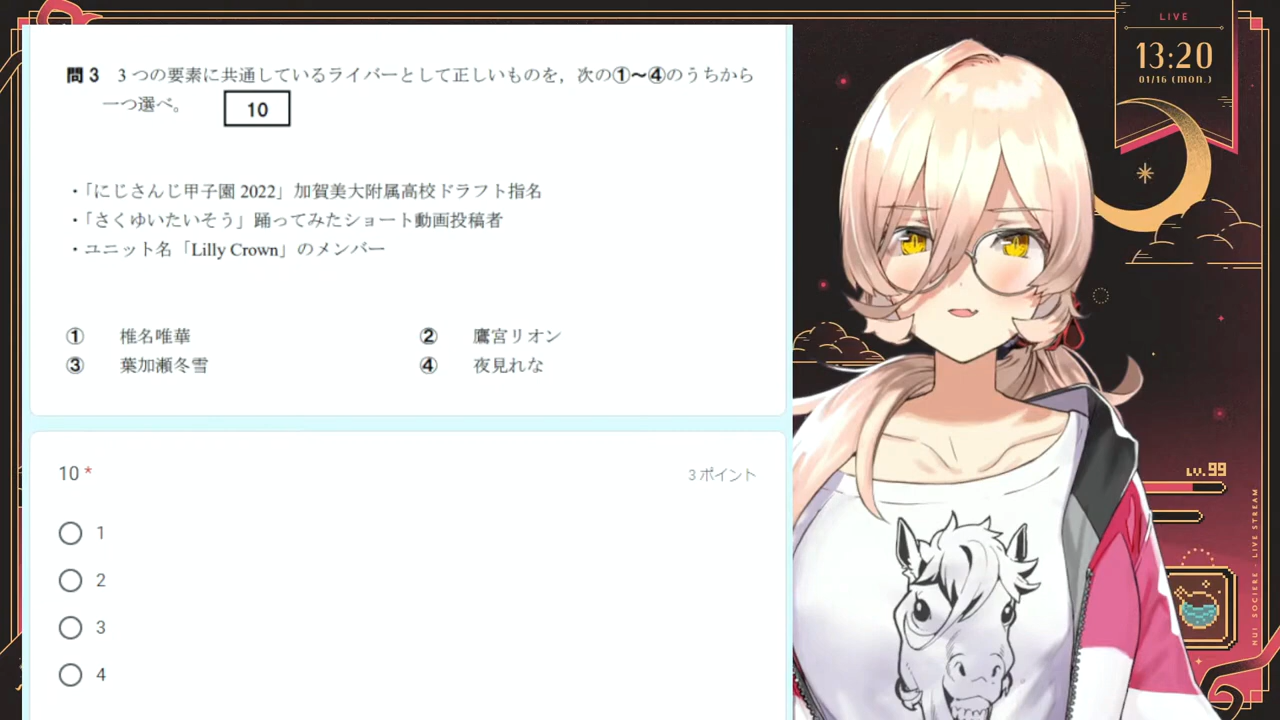 問3 3つの要素に共通しているライバーとして正しいものを，次の①～④のうちから
一つ選べ。 10
・「にじさんじ甲子園 2022」加賀美大附属高校ドラフト指名
・「さくゆいたいそう」踊ってみたショート動画投稿者
・ユニット名「Lilly Crown」のメンバー
① 椎名唯華 ② 鷹宮リオン
③ 葉加瀬冬雪 ④ 夜見れな
10 * 3 ポイント
1
2
3
4
LIVE
13:20
01/16 (MON.)
LV.99
NUI SOCIERE - LIVE STREAM